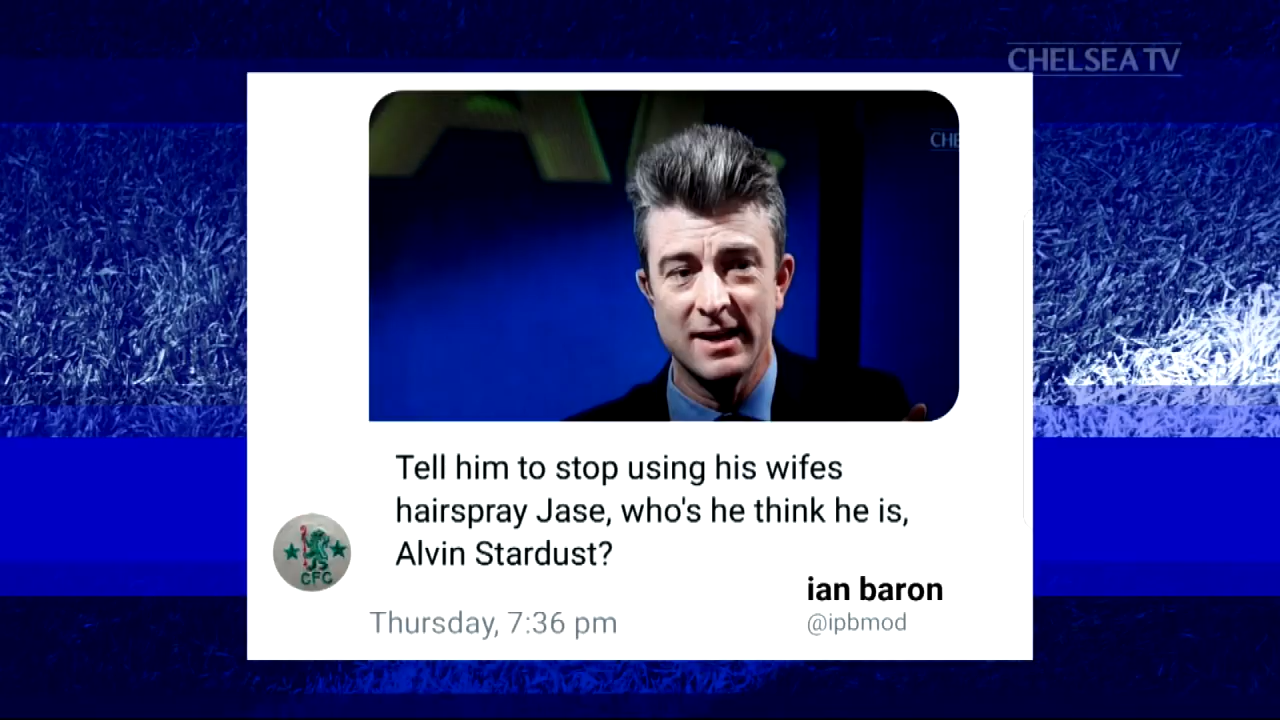 CHELSEA TV
CHE
Tell him to stop using his wifes
hairspray Jase, who's he think he is,
Alvin Stardust?
CFC
ian baron
Thursday, 7:36 pm
@ipbmod